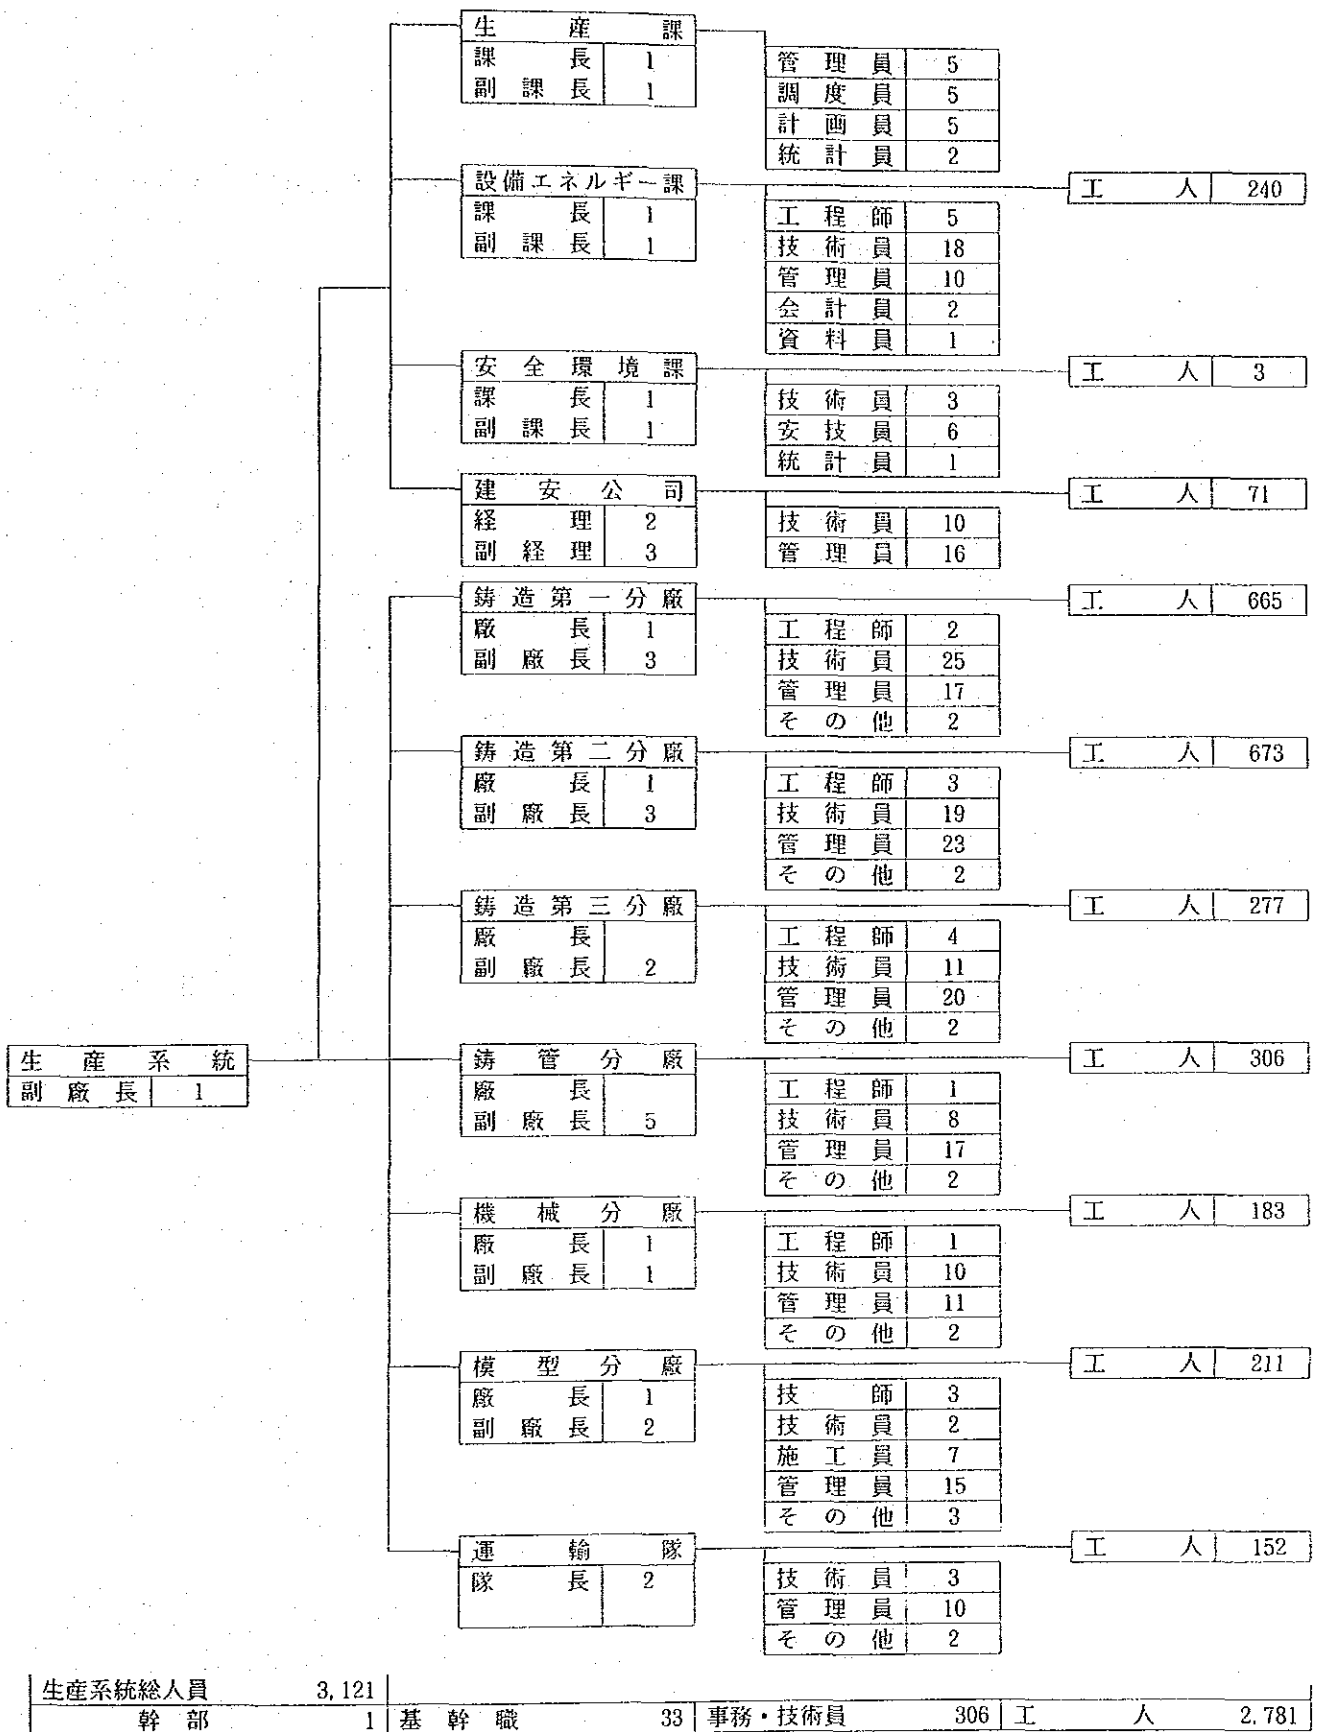 生産課
課長 1
副課長 1
管理員 5
調度員 5
計画員 5
統計員 2
設備エネルギー課
課長 1
副課長 1
工人 240
工程師 5
技術員 18
管理員 10
会計員 2
資料員 1
安全環境課
課長 1
副課長 1
工人 3
技術員 3
安技員 6
統計員 1
建安公司
経理 2
副経理 3
工人 71
技術員 10
管理員 16
鋳造第一分廠
廠長 1
副廠長 3
工人 665
工程師 2
技術員 25
管理員 17
その他 2
鋳造第二分廠
廠長 1
副廠長 3
工人 673
工程師 3
技術員 19
管理員 23
その他 2
鋳造第三分廠
廠長
副廠長 2
工人 277
工程師 4
技術員 11
管理員 20
その他 2
生産系統
副廠長 1
鋳管分廠
廠長
副廠長 5
工人 306
工程師 1
技術員 8
管理員 17
その他 2
機械分廠
廠長 1
副廠長 1
工人 183
工程師 1
技術員 10
管理員 11
その他 2
模型分廠
廠長 1
副廠長 2
工人 211
技師 3
技術員 2
施工員 7
管理員 15
その他 3
運輸隊
隊長 2
工人 152
技術員 3
管理員 10
その他 2
生産系統総人員 3,121
幹部 1 基幹職 33 事務・技術員 306 工人 2,781